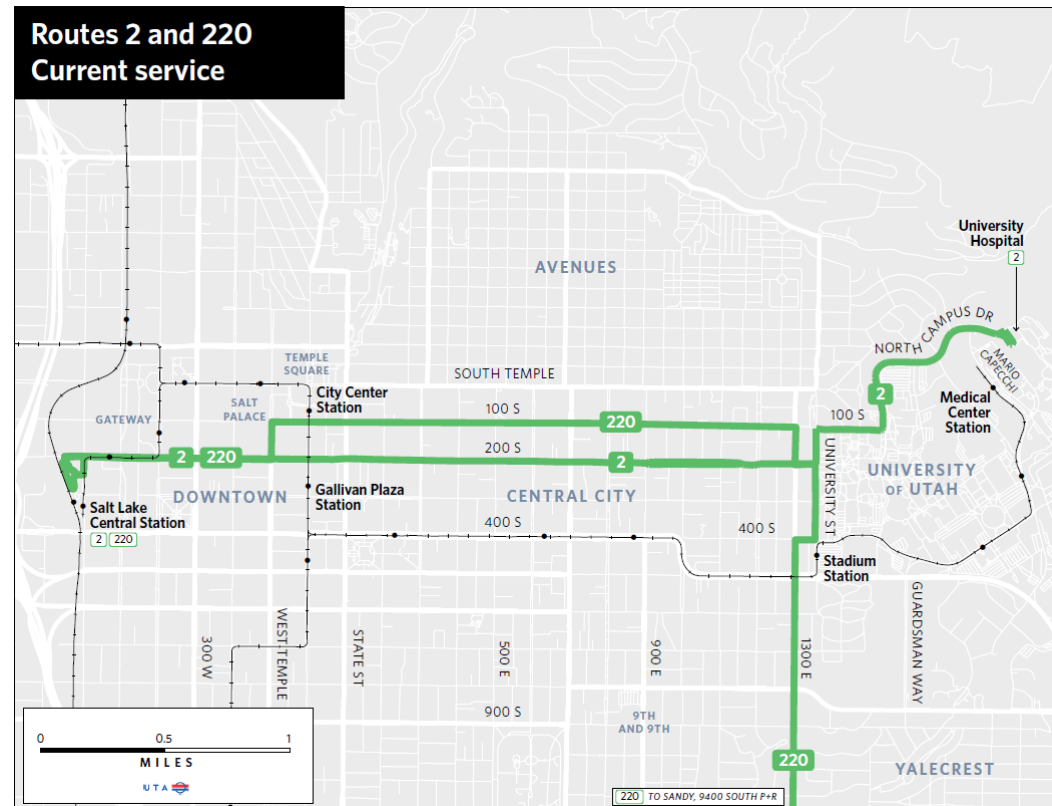 Routes 2 and 220
Current service
University
Hospital
2
AVENUES
NORTH CAMPUS DR
MARIO
CAPECCHI
TEMPLE
SQUARE
SOUTH TEMPLE
City Center
Station
SALT
PALACE
GATEWAY
100 S
220
100 S
2
Medical
Center
Station
200 S
2
220
2
UNIVERSITY ST
UNIVERSITY
OF UTAH
DOWNTOWN
Gallivan Plaza
Station
CENTRAL CITY
Salt Lake
Central Station
2 220
400 S
400 S
Stadium
Station
300 W
WEST TEMPLE
STATE ST
500 E
900 E
1300 E
GUARDSMAN WAY
900 S
9TH
AND 9TH
220
YALECREST
0 0.5 1
MILES
UTA
220 TO SANDY, 9400 SOUTH P+R